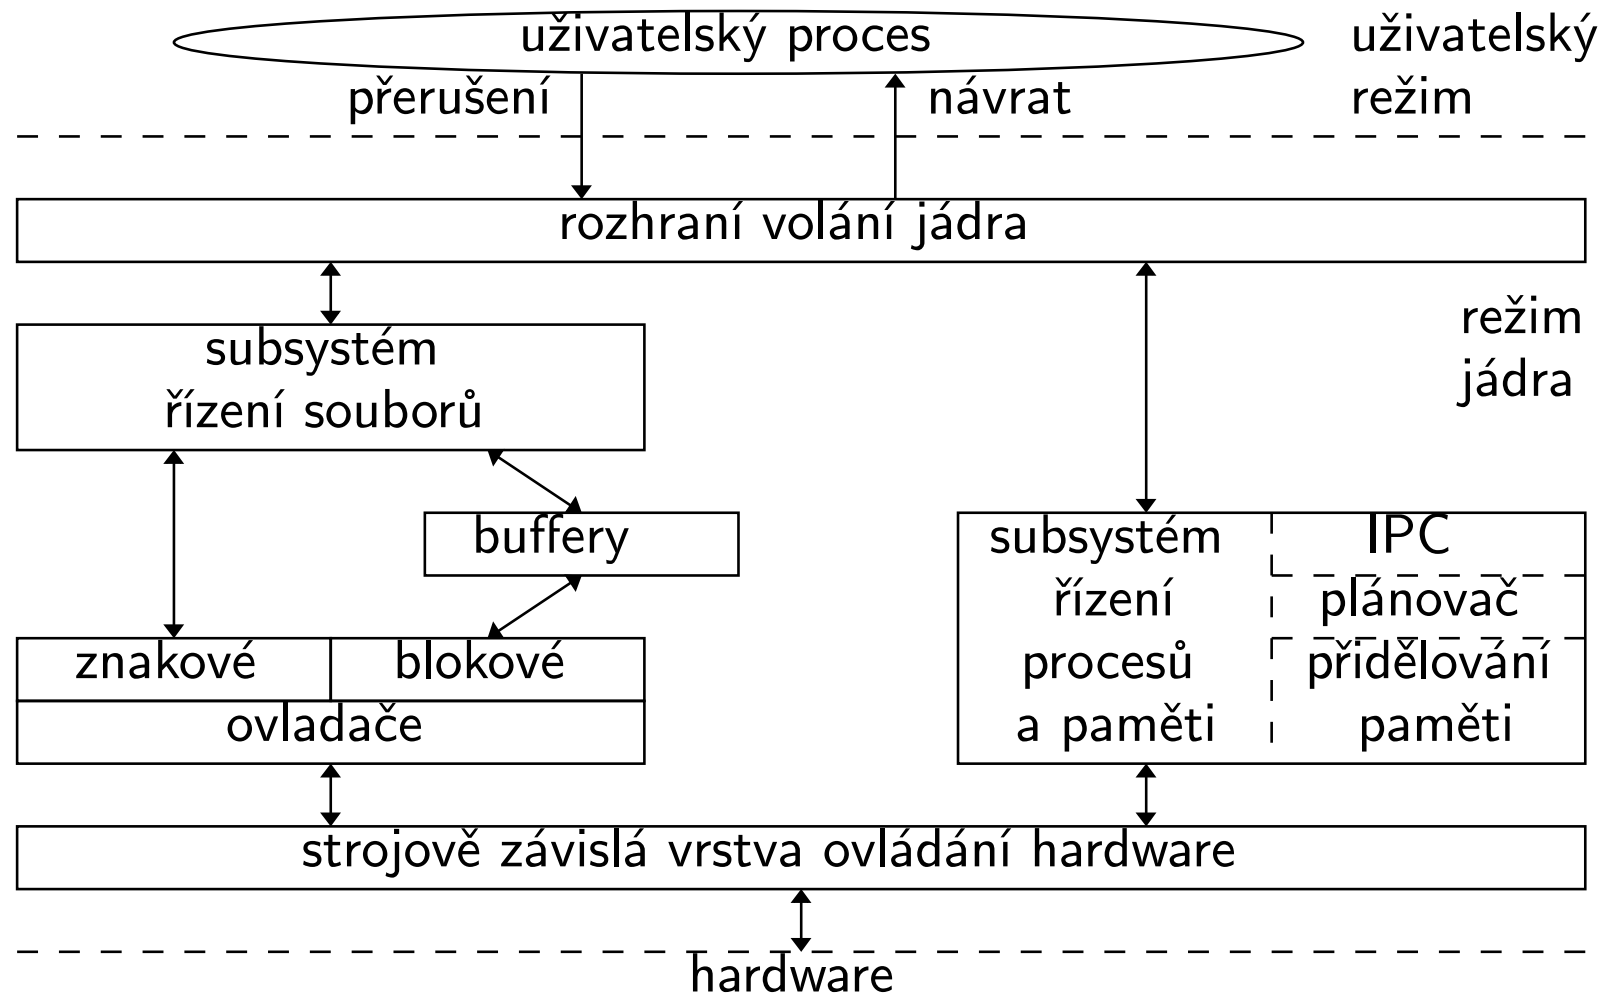 uživatelský proces
uživatelský
režim
přerušení
návrat
rozhraní volání jádra
režim
jádra
subsystém
řízení souborů
buffery
znakové
blokové
ovladače
subsystém
řízení
procesů
a paměti
IPC
plánovač
přidělování
paměti
strojově závislá vrstva ovládání hardware
hardware